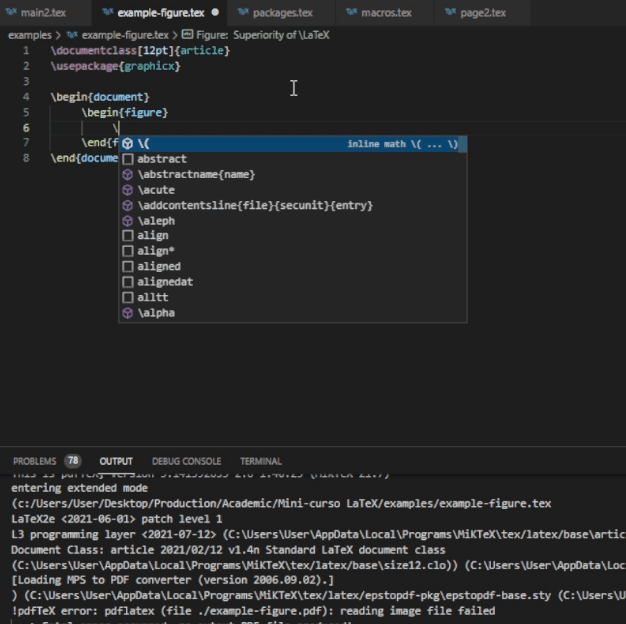 main2.tex example-figure.tex packages.tex macros.tex page2.tex
examples > example-figure.tex > Figure: Superiority of \LaTeX
1 \documentclass[12pt]{article}
2 \usepackage{graphicx}
3
4 \begin{document}
5 \begin{figure}
6 \
7 \end{f
8 \end{docume
\( inline math \( ... \)
abstract
\abstractname{name}
\acute
\addcontentsline{file}{secunit}{entry}
\aleph
align
align*
aligned
alignedat
alltt
\alpha
PROBLEMS 78 OUTPUT DEBUG CONSOLE TERMINAL
entering extended mode
(c:/Users/User/Desktop/Production/Academic/Mini-curso LaTeX/examples/example-figure.tex
LaTeX2e <2021-06-01> patch level 1
L3 programming layer <2021-07-12> (C:\Users\User\AppData\Local\Programs\MiKTeX\tex/latex/base\artic
Document Class: article 2021/02/12 v1.4n Standard LaTeX document class
(C:\Users\User\AppData\Local\Programs\MiKTeX\tex/latex/base\size12.clo)) (C:\Users\User\AppData\Loc
[Loading MPS to PDF converter (version 2006.09.02).]
) (C:\Users\User\AppData\Local\Programs\MiKTeX\tex/latex/epstopdf-pkg\epstopdf-base.sty (C:\Users\U
!pdfTeX error: pdflatex (file ./example-figure.pdf): reading image file failed